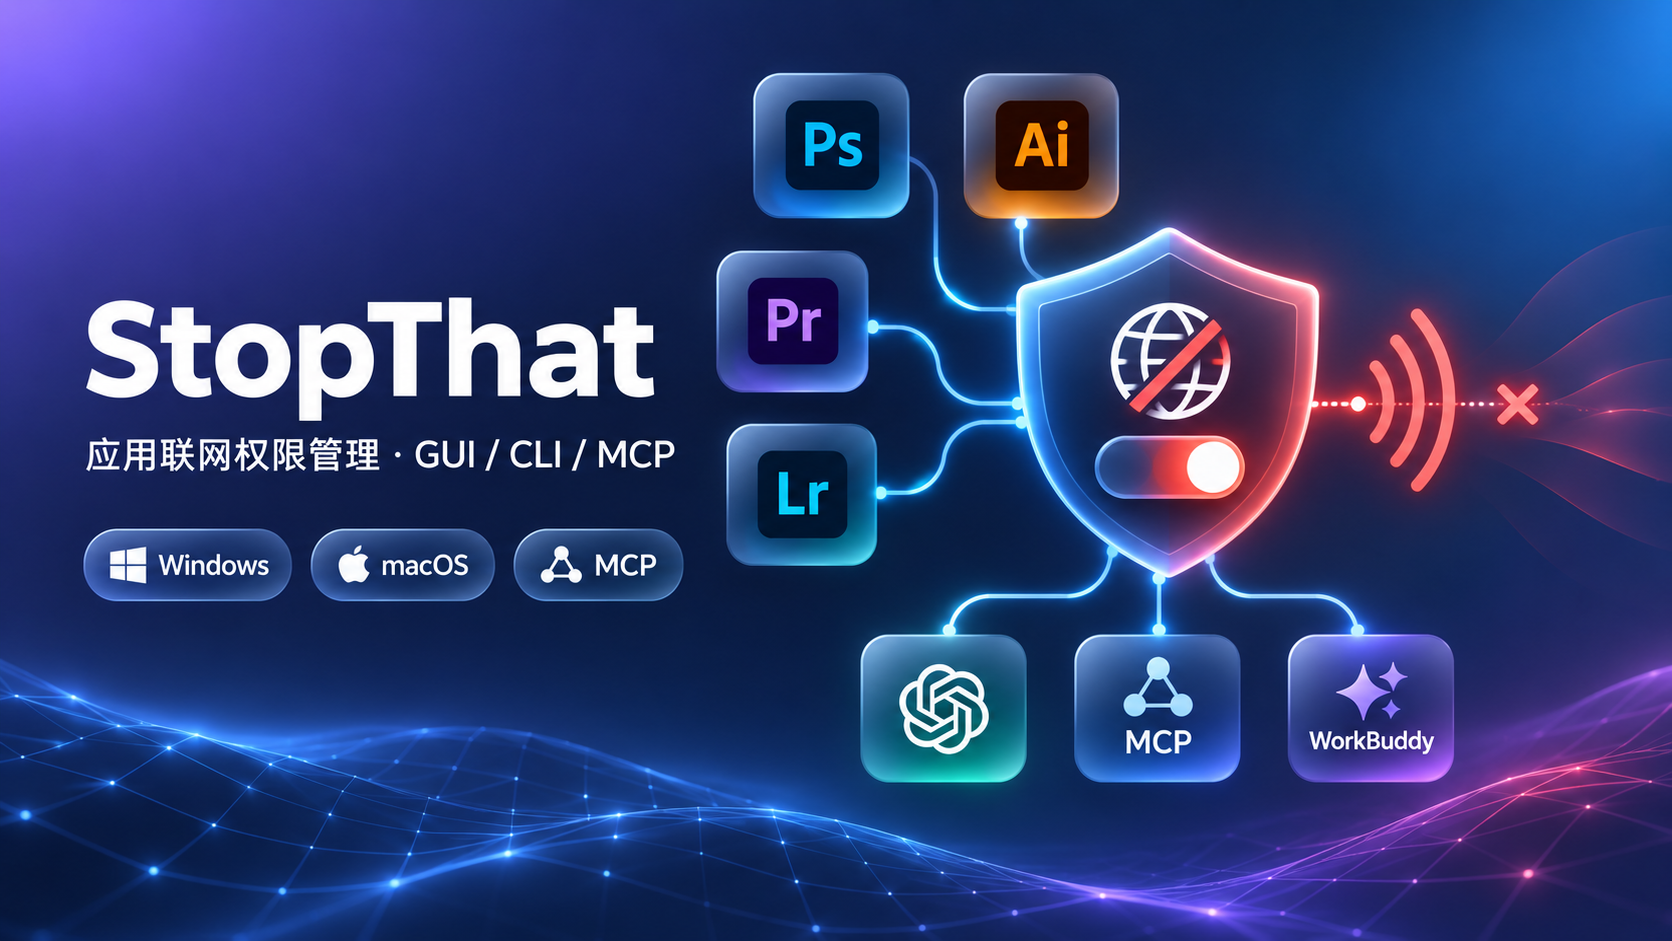 StopThat
应用联网权限管理 · GUI / CLI / MCP
Windows
macOS
MCP
Ps
Ai
Pr
Lr
MCP
WorkBuddy